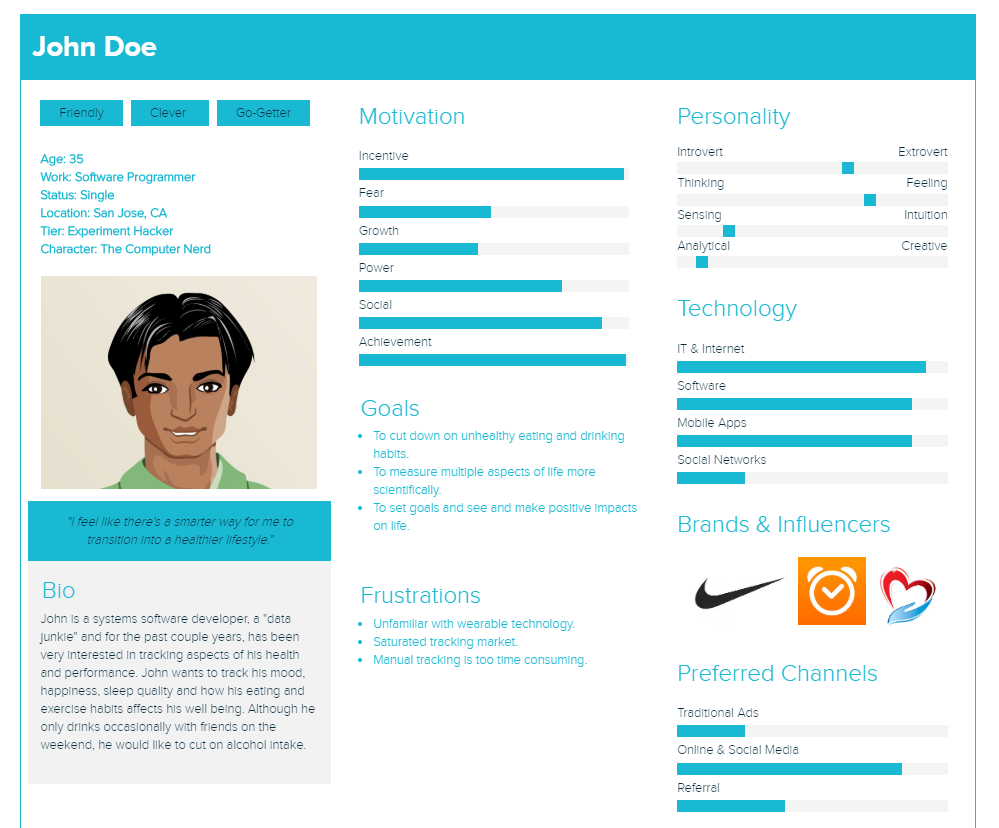 John Doe
Friendly
Clever
Go-Getter
Age: 35
Work: Software Programmer
Status: Single
Location: San Jose, CA
Tier: Experiment Hacker
Character: The Computer Nerd
"I feel like there's a smarter way for me to
transition into a healthier lifestyle."
Bio
John is a systems software developer, a "data
junkie" and for the past couple years, has been
very interested in tracking aspects of his health
and performance. John wants to track his mood,
happiness, sleep quality and how his eating and
exercise habits affects his well being. Although he
only drinks occasionally with friends on the
weekend, he would like to cut on alcohol intake.
Motivation
Incentive
Fear
Growth
Power
Social
Achievement
Goals
• To cut down on unhealthy eating and drinking
habits.
• To measure multiple aspects of life more
scientifically.
• To set goals and see and make positive impacts
on life.
Frustrations
• Unfamiliar with wearable technology.
• Saturated tracking market.
• Manual tracking is too time consuming.
Personality
Introvert Extrovert
Thinking Feeling
Sensing Intuition
Analytical Creative
Technology
IT & Internet
Software
Mobile Apps
Social Networks
Brands & Influencers
Preferred Channels
Traditional Ads
Online & Social Media
Referral